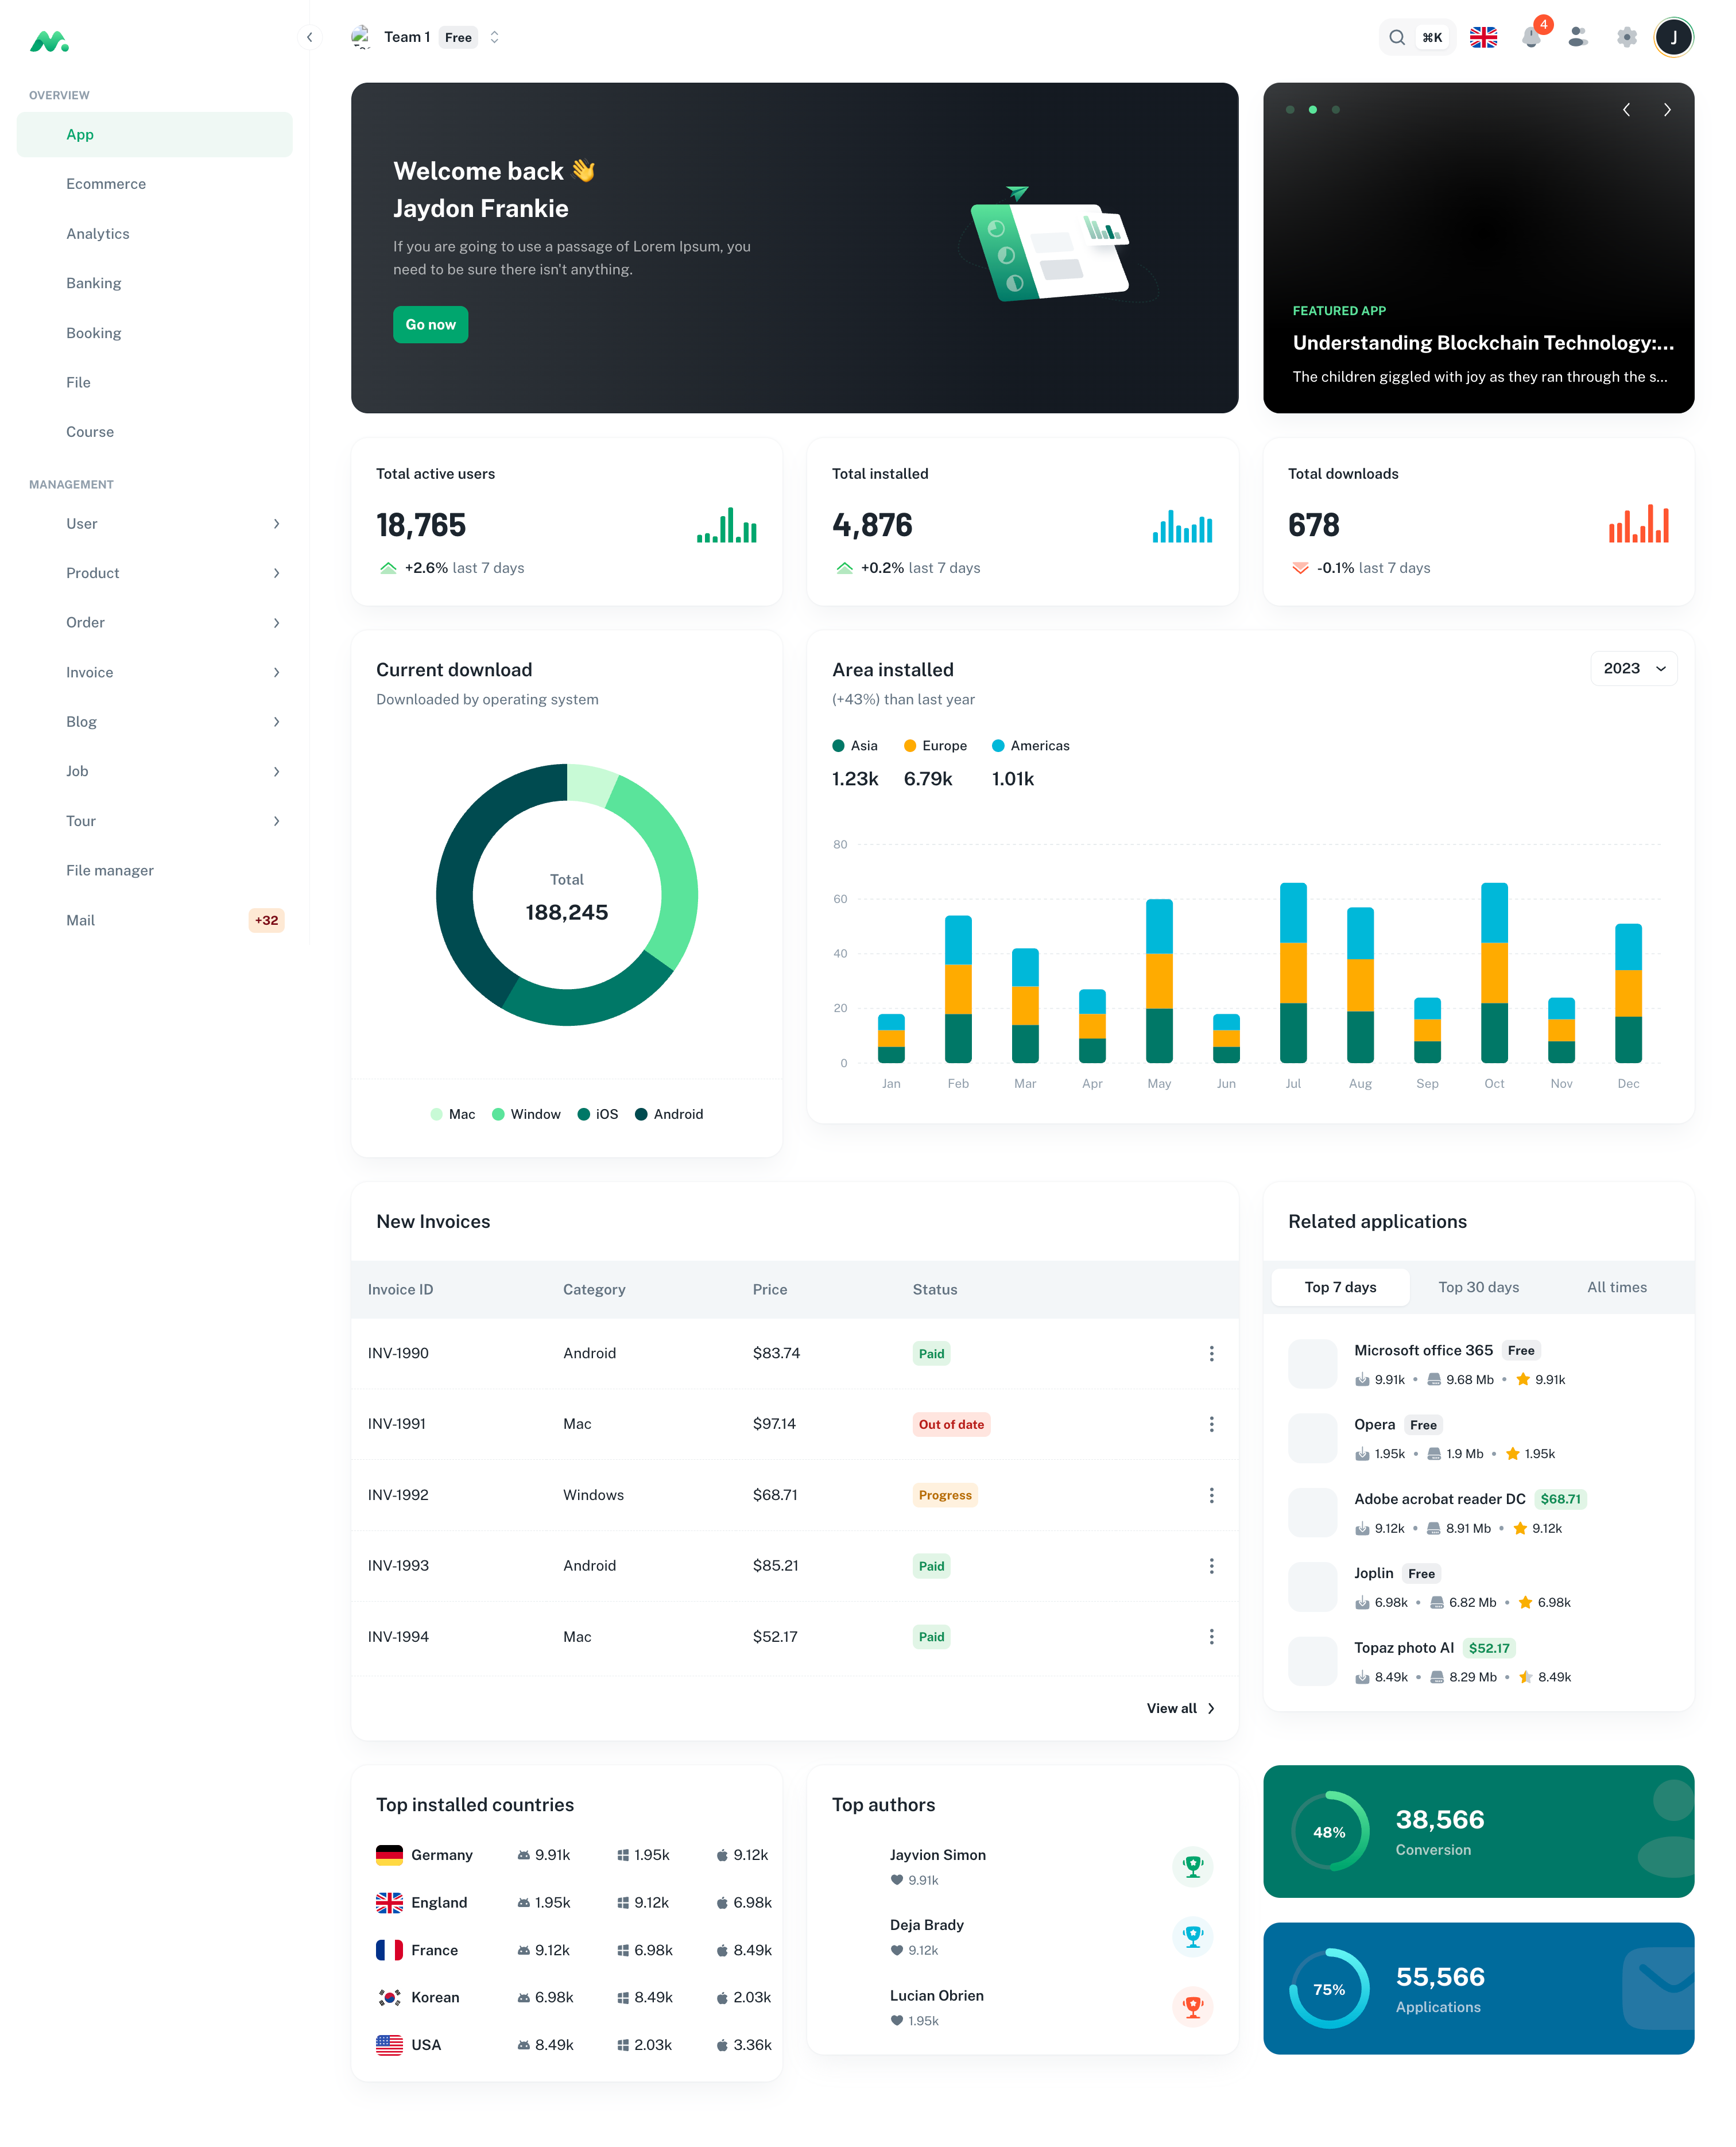 OVERVIEW
App
Ecommerce
Analytics
Banking
Booking
File
Course
MANAGEMENT
User
Product
Order
Invoice
Blog
Job
Tour
File manager
Mail +32
Team 1 Free
⌘K
4
J
Welcome back 👋
Jaydon Frankie
If you are going to use a passage of Lorem Ipsum, you
need to be sure there isn't anything.
Go now
FEATURED APP
Understanding Blockchain Technology:...
The children giggled with joy as they ran through the s...
Total active users
18,765
+2.6% last 7 days
Total installed
4,876
+0.2% last 7 days
Total downloads
678
-0.1% last 7 days
Current download
Downloaded by operating system
Total
188,245
Mac Window iOS Android
Area installed
(+43%) than last year
2023
Asia Europe Americas
1.23k 6.79k 1.01k
80
60
40
20
0
Jan Feb Mar Apr May Jun Jul Aug Sep Oct Nov Dec
New Invoices
Invoice ID Category Price Status
INV-1990 Android $83.74 Paid
INV-1991 Mac $97.14 Out of date
INV-1992 Windows $68.71 Progress
INV-1993 Android $85.21 Paid
INV-1994 Mac $52.17 Paid
View all
Related applications
Top 7 days Top 30 days All times
Microsoft office 365 Free
9.91k • 9.68 Mb • 9.91k
Opera Free
1.95k • 1.9 Mb • 1.95k
Adobe acrobat reader DC $68.71
9.12k • 8.91 Mb • 9.12k
Joplin Free
6.98k • 6.82 Mb • 6.98k
Topaz photo AI $52.17
8.49k • 8.29 Mb • 8.49k
Top installed countries
Germany 9.91k 1.95k 9.12k
England 1.95k 9.12k 6.98k
France 9.12k 6.98k 8.49k
Korean 6.98k 8.49k 2.03k
USA 8.49k 2.03k 3.36k
Top authors
Jayvion Simon
9.91k
Deja Brady
9.12k
Lucian Obrien
1.95k
48%
38,566
Conversion
75%
55,566
Applications